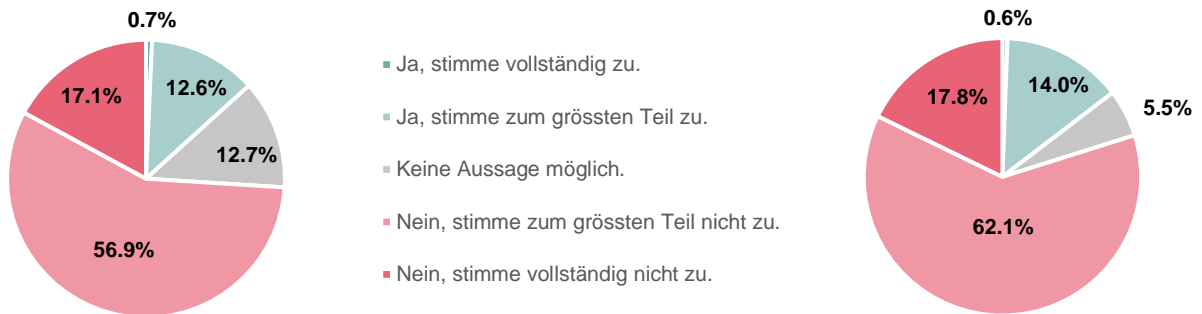 0.7%
12.6%
12.7%
56.9%
17.1%
Ja, stimme vollständig zu.
Ja, stimme zum grössten Teil zu.
Keine Aussage möglich.
Nein, stimme zum grössten Teil nicht zu.
Nein, stimme vollständig nicht zu.
0.6%
14.0%
5.5%
62.1%
17.8%